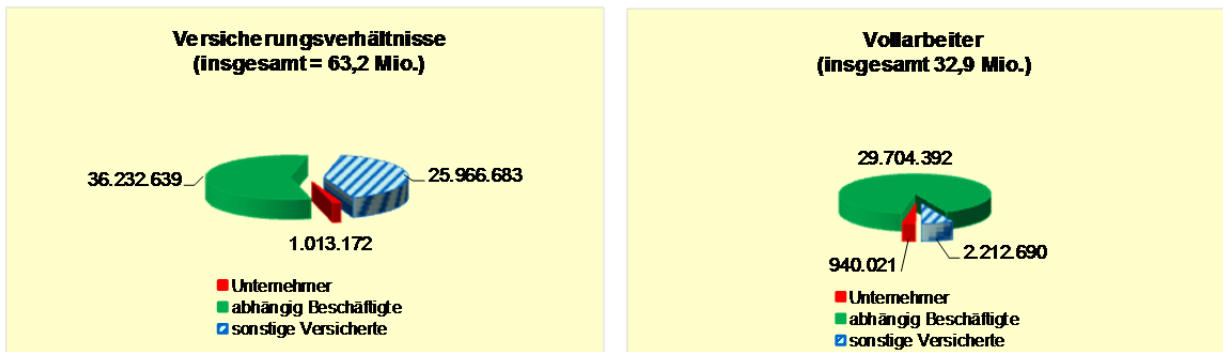 Versicherungsverhältnisse
(insgesamt = 63,2 Mio.)
36.232.639
25.966.683
1.013.172
Unternehmer
abhängig Beschäftigte
sonstige Versicherte
Vollarbeiter
(insgesamt 32,9 Mio.)
29.704.392
940.021
2.212.690
Unternehmer
abhängig Beschäftigte
sonstige Versicherte